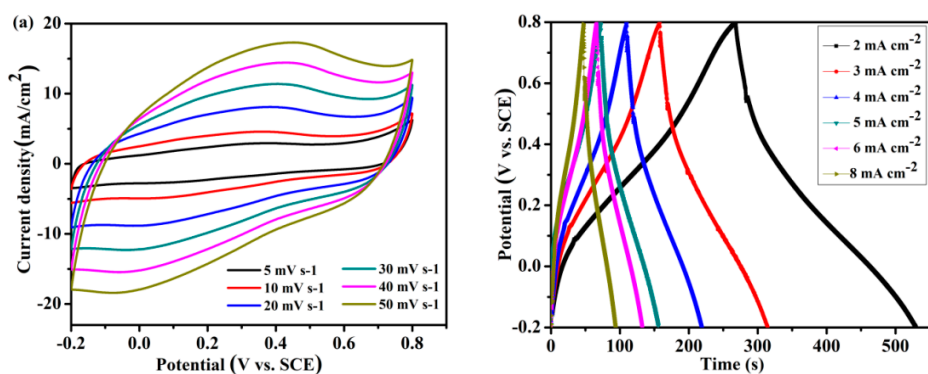 (a)
20
10
0
-10
-20
Current density(mA/cm²)
5 mV s-1
10 mV s-1
20 mV s-1
30 mV s-1
40 mV s-1
50 mV s-1
-0.2 0.0 0.2 0.4 0.6 0.8
Potential (V vs. SCE)
0.8
0.6
0.4
0.2
0.0
-0.2
Potential (V vs. SCE)
2 mA cm⁻²
3 mA cm⁻²
4 mA cm⁻²
5 mA cm⁻²
6 mA cm⁻²
8 mA cm⁻²
0 100 200 300 400 500
Time (s)